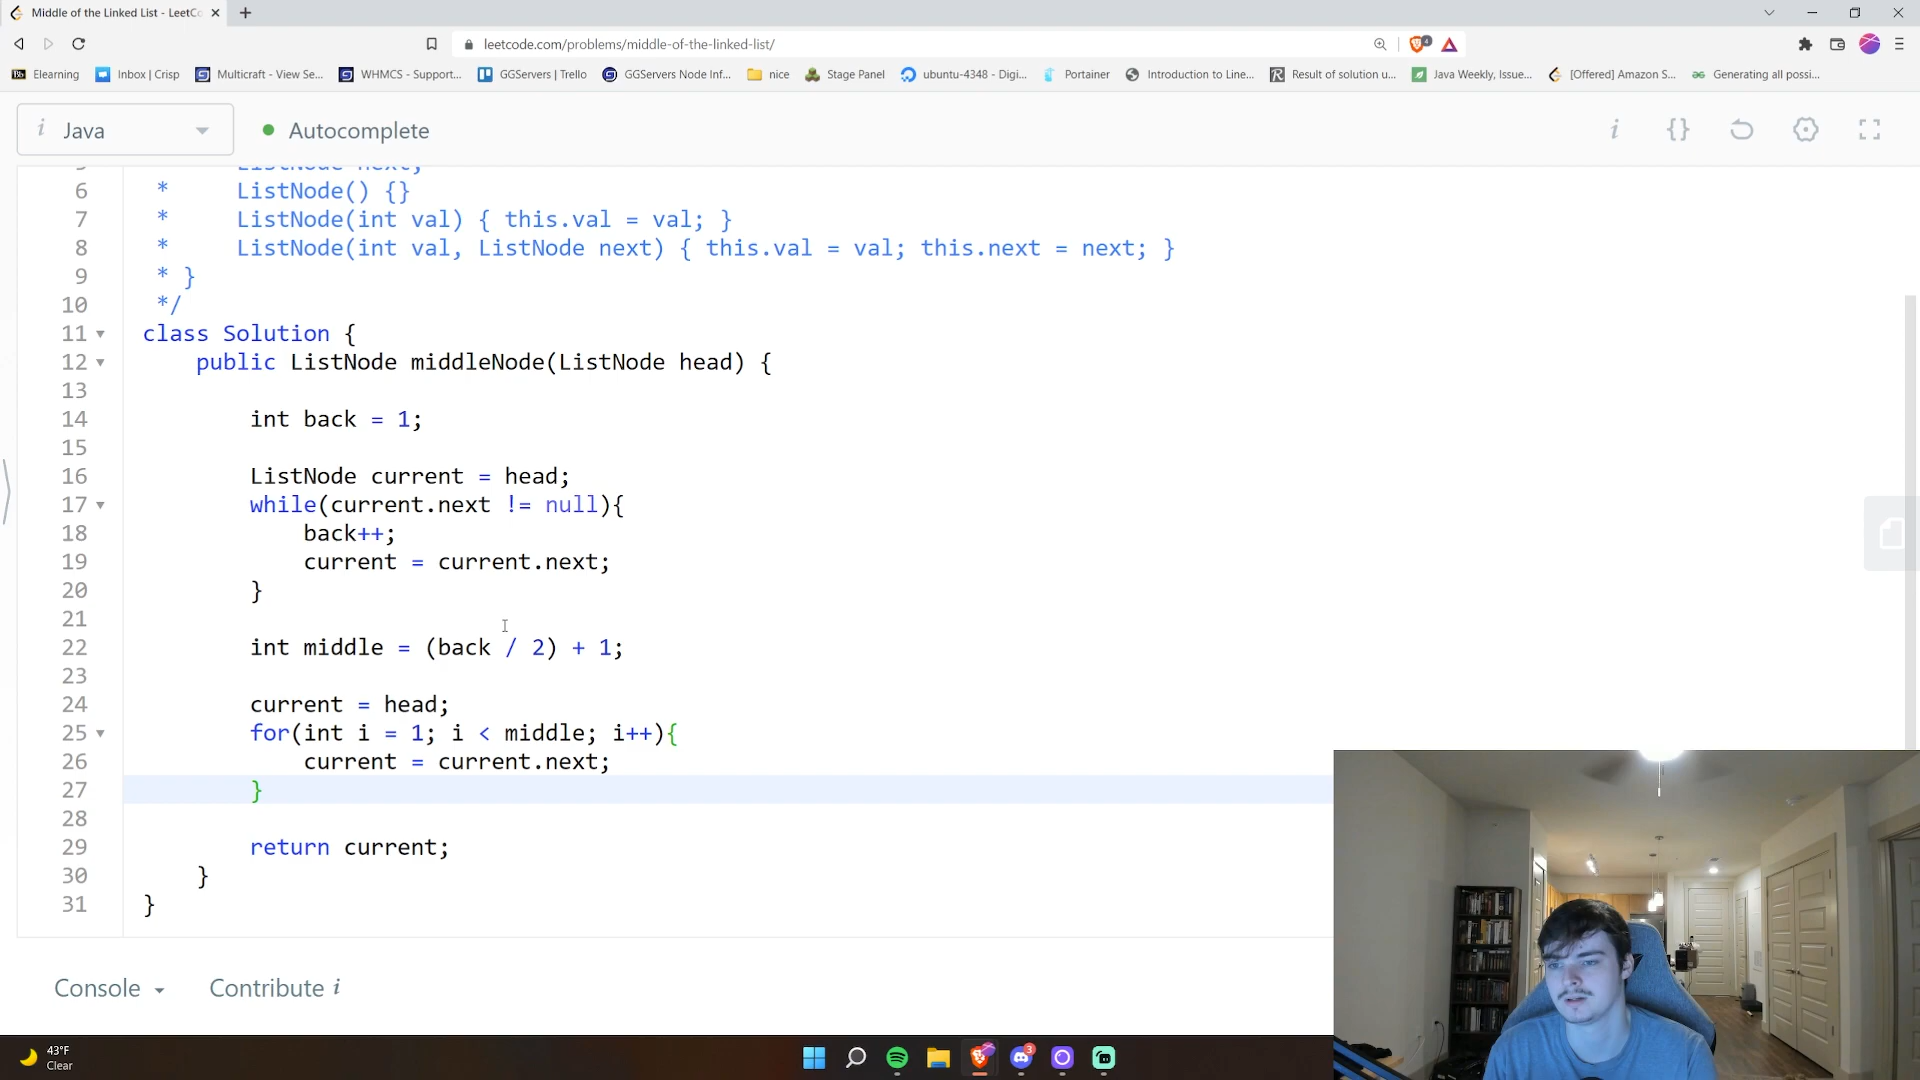 Middle of the Linked List - LeetCo
leetcode.com/problems/middle-of-the-linked-list/
4
Bb Elearning
Inbox | Crisp
Multicraft - View Se...
WHMCS - Support...
GGServers | Trello
GGServers Node Inf...
nice
Stage Panel
ubuntu-4348 - Digi...
Portainer
Introduction to Line...
Result of solution u...
Java Weekly, Issue...
[Offered] Amazon S...
Generating all possi...
i Java
Autocomplete
i {}
5 ListNode next;
6 * ListNode() {}
7 * ListNode(int val) { this.val = val; }
8 * ListNode(int val, ListNode next) { this.val = val; this.next = next; }
9 * }
10 */
11 class Solution {
12 public ListNode middleNode(ListNode head) {
13
14 int back = 1;
15
16 ListNode current = head;
17 while(current.next != null){
18 back++;
19 current = current.next;
20 }
21
22 int middle = (back / 2) + 1;
23
24 current = head;
25 for(int i = 1; i < middle; i++){
26 current = current.next;
27 }
28
29 return current;
30 }
31 }
Console
Contribute i
43°F
Clear
3